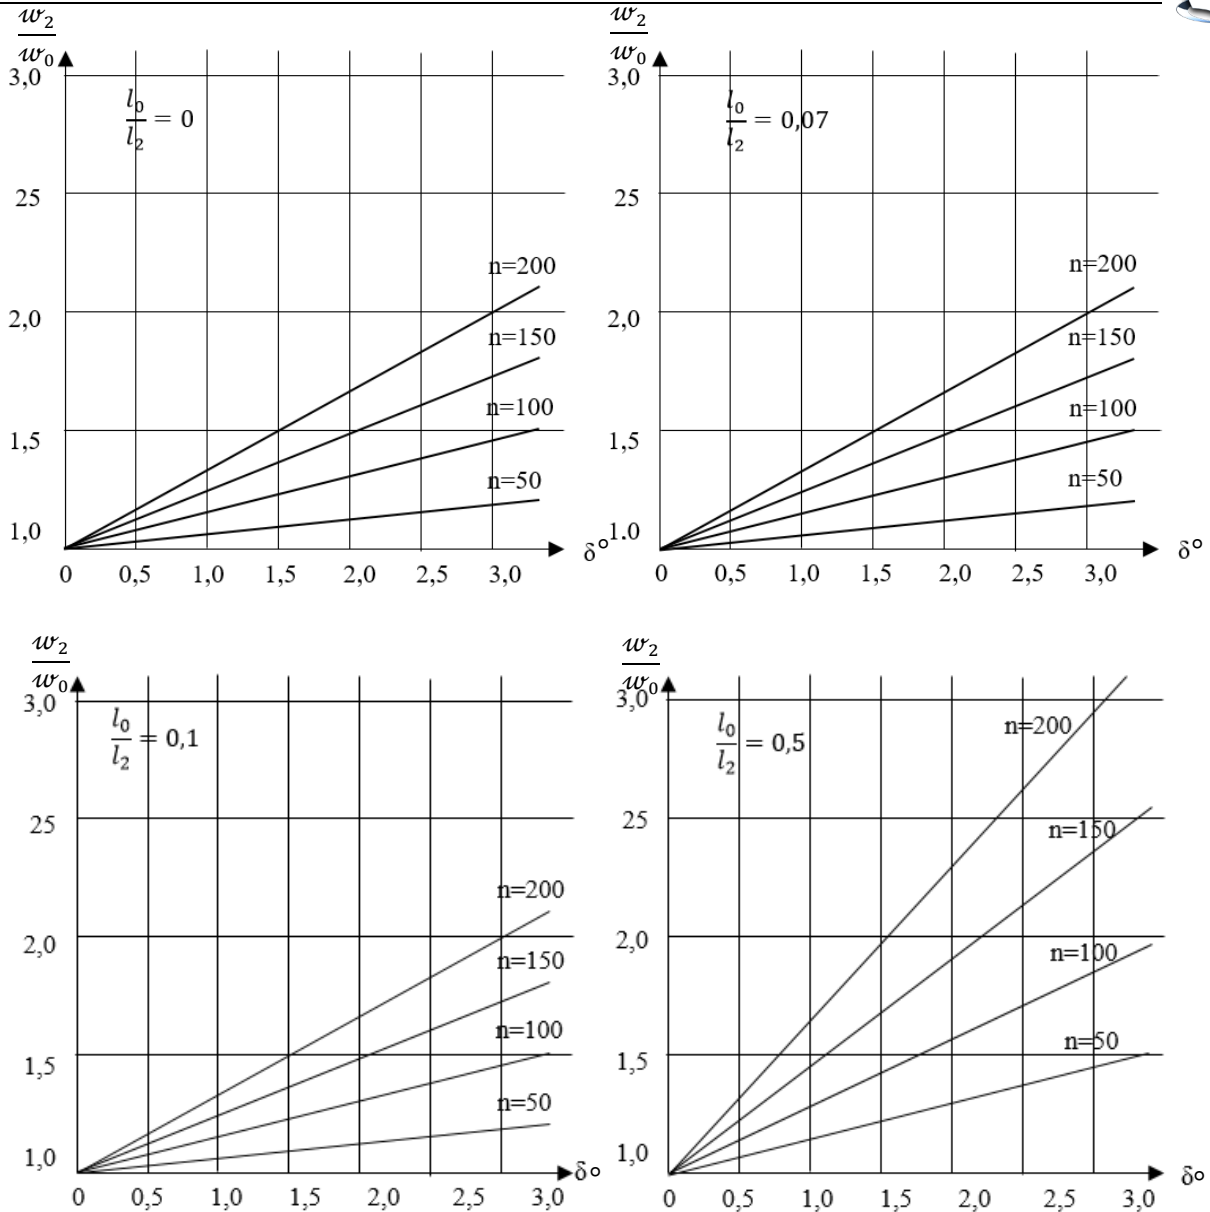 𝓌₂
𝓌₀
3,0
l₀
l₂
= 0
25
n=200
2,0
n=150
n=100
1,5
n=50
1,0
δ°
0 0,5 1,0 1,5 2,0 2,5 3,0
𝓌₂
𝓌₀
3,0
l₀
l₂
= 0,07
25
n=200
2,0
n=150
n=100
1,5
n=50
1.0
δ°
0 0,5 1,0 1,5 2,0 2,5 3,0
𝓌₂
𝓌₀
3,0
l₀
l₂
= 0,1
25
n=200
2,0
n=150
n=100
1,5
n=50
1,0
δ°
0 0,5 1,0 1,5 2,0 2,5 3,0
𝓌₂
𝓌₀
3,0
l₀
l₂
= 0,5
n=200
25
n=150
2,0
n=100
1,5
n=50
1,0
δ°
0 0,5 1,0 1,5 2,0 2,5 3,0